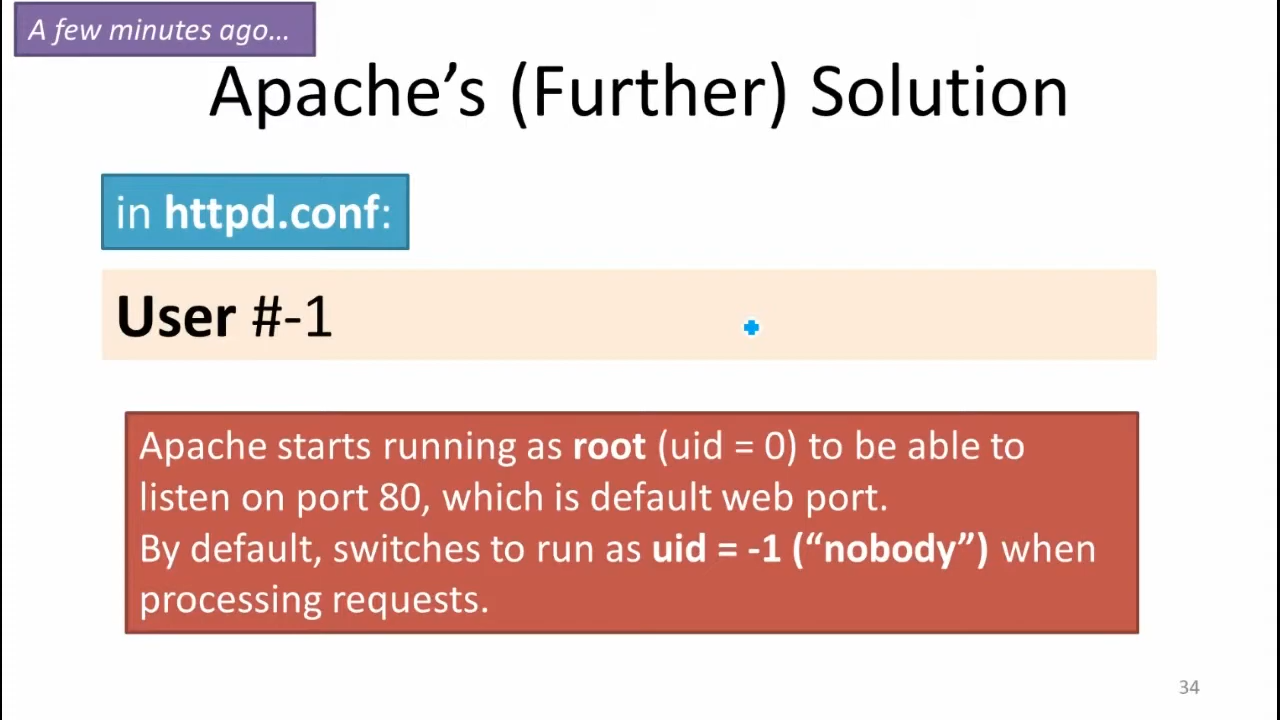 A few minutes ago…
Apache’s (Further) Solution
in httpd.conf:
User #-1
Apache starts running as root (uid = 0) to be able to
listen on port 80, which is default web port.
By default, switches to run as uid = -1 (“nobody”) when
processing requests.
34